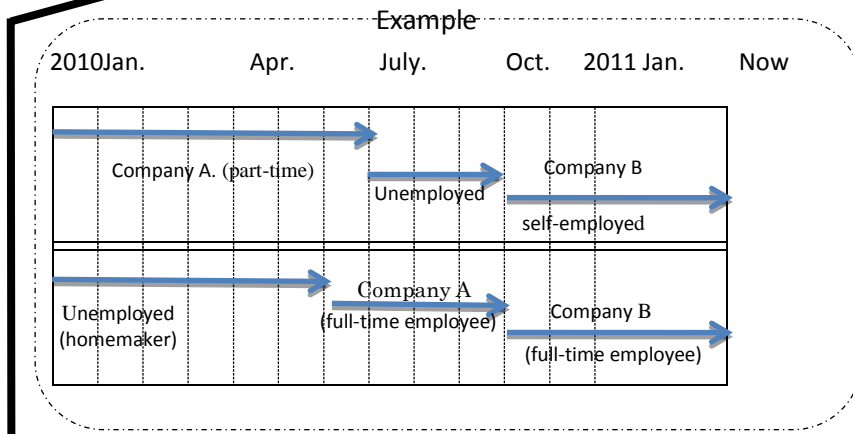 Example
2010Jan. Apr. July. Oct. 2011 Jan. Now
Company A. (part-time)
Unemployed
Company B
self-employed
Unemployed
(homemaker)
Company A
(full-time employee)
Company B
(full-time employee)